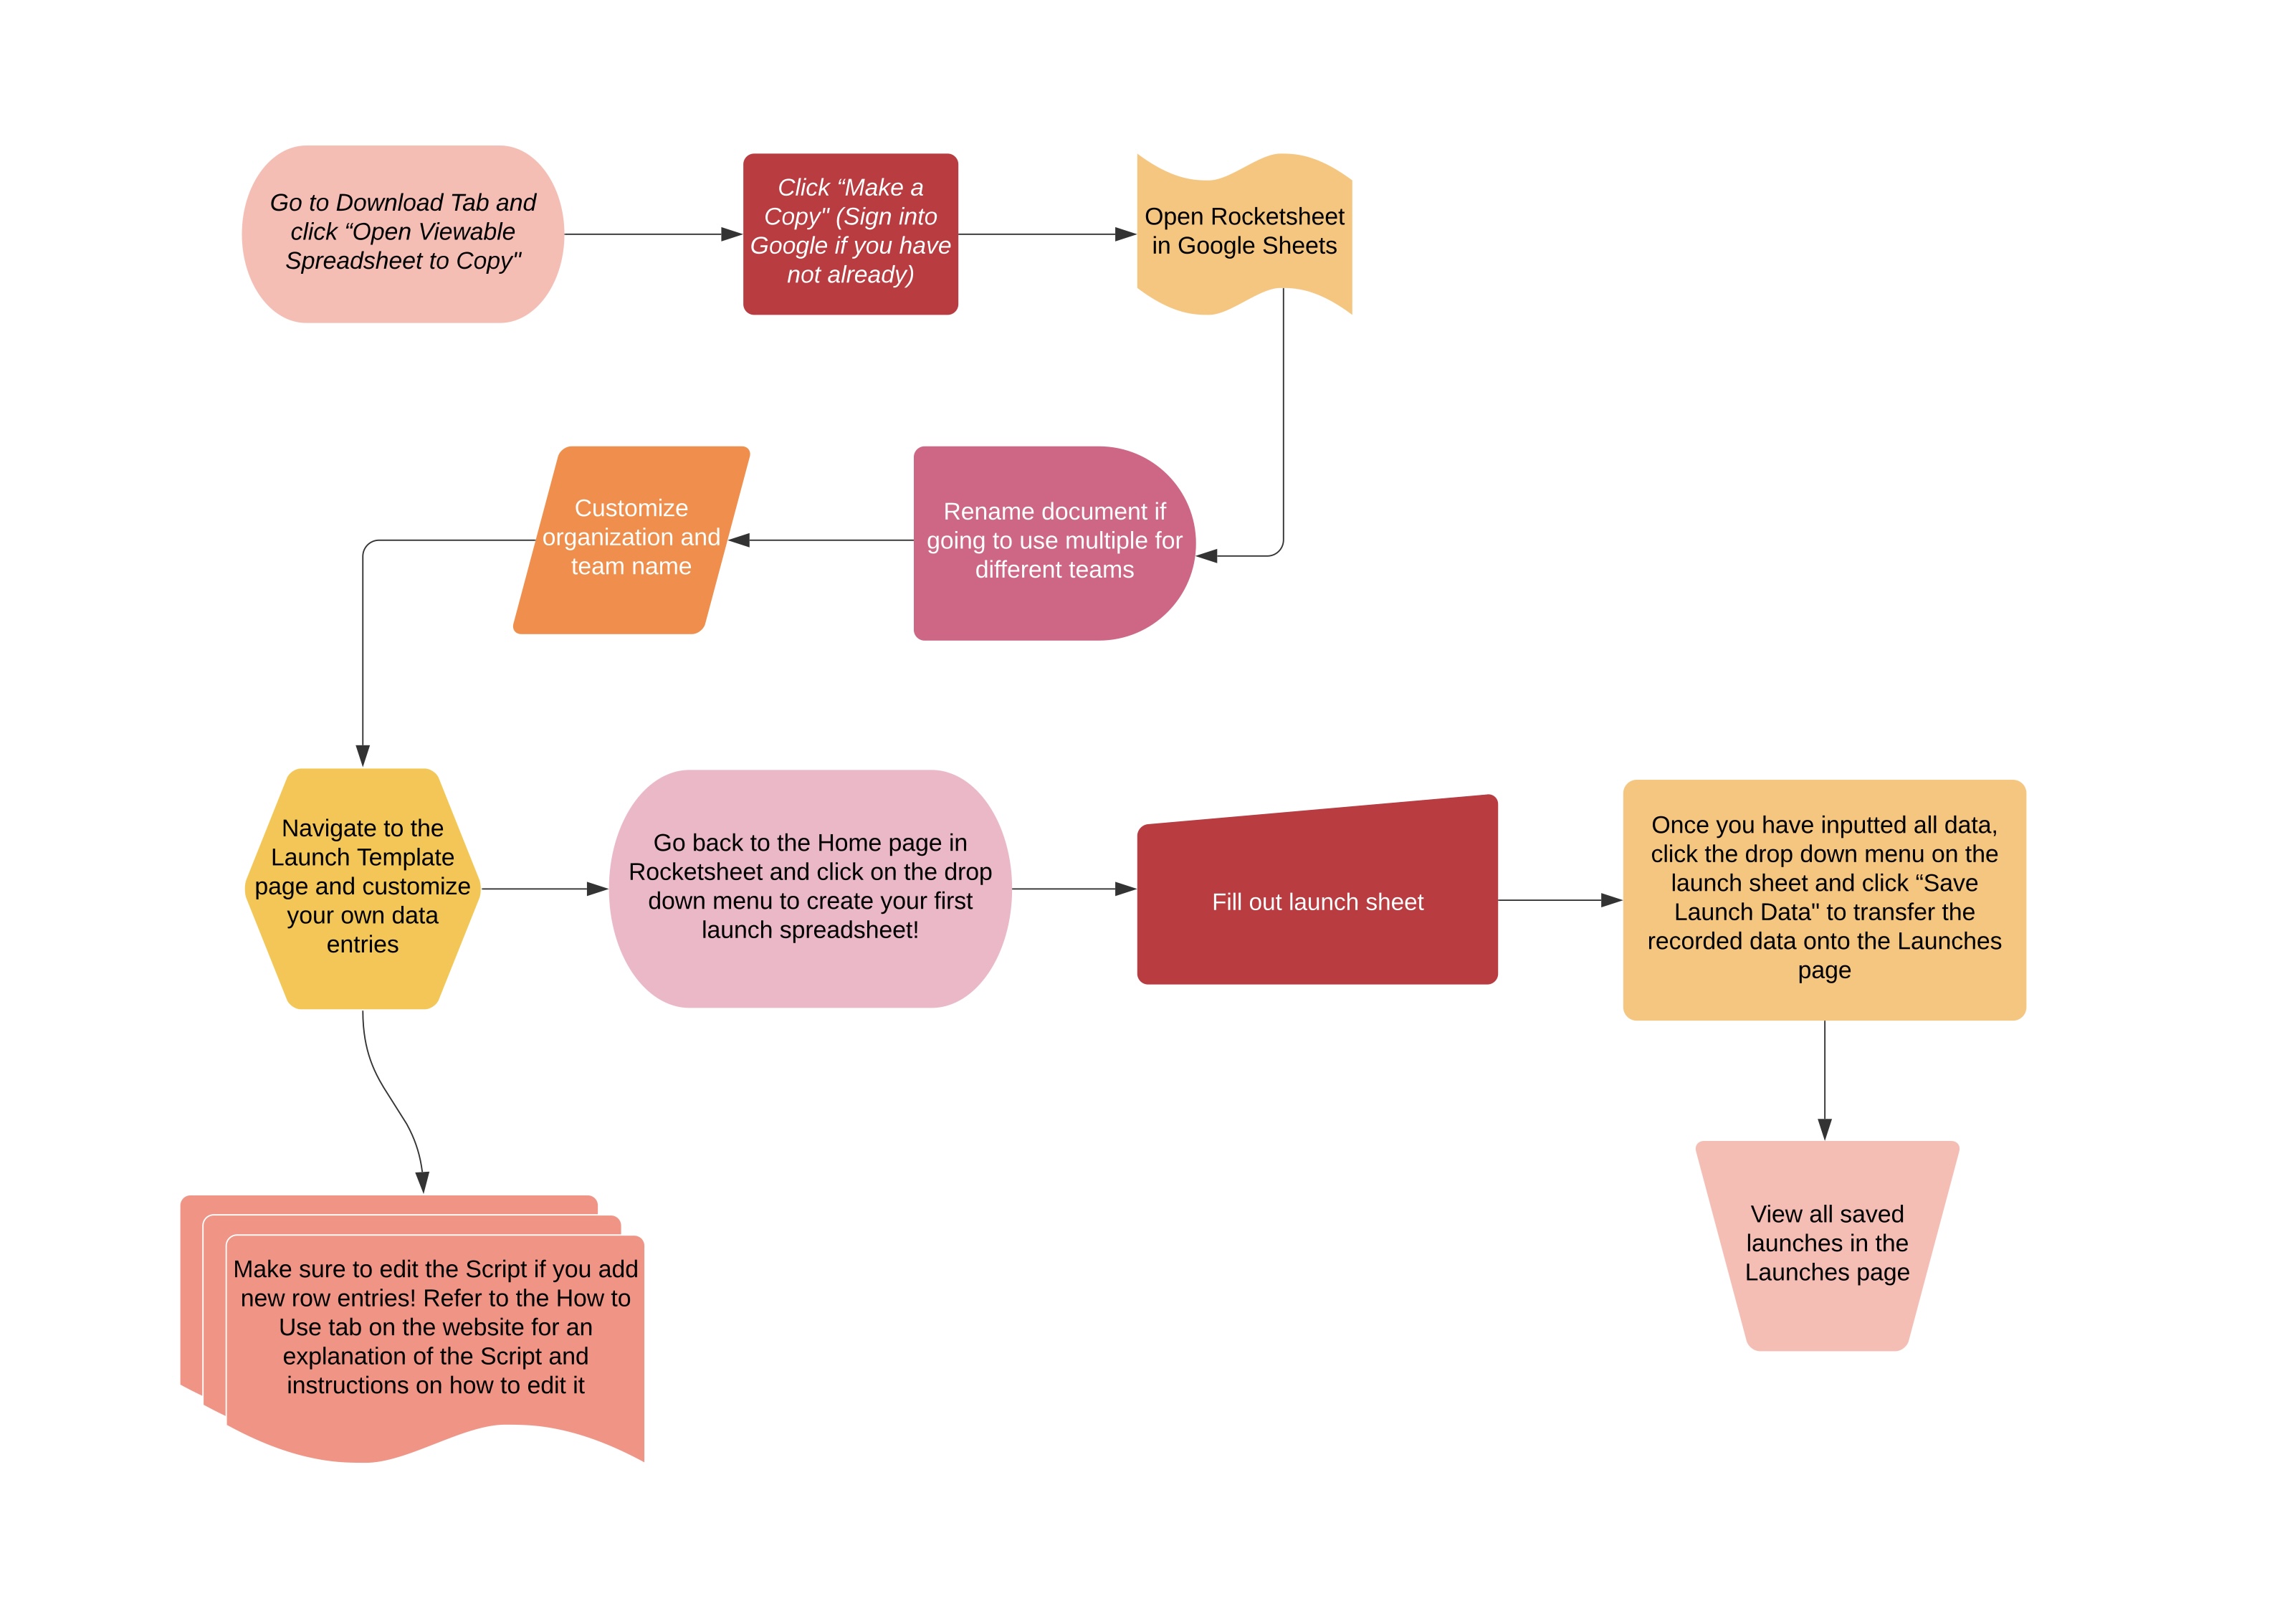 Go to Download Tab and
click “Open Viewable
Spreadsheet to Copy"
Click “Make a
Copy" (Sign into
Google if you have
not already)
Open Rocketsheet
in Google Sheets
Rename document if
going to use multiple for
different teams
Customize
organization and
team name
Navigate to the
Launch Template
page and customize
your own data
entries
Go back to the Home page in
Rocketsheet and click on the drop
down menu to create your first
launch spreadsheet!
Fill out launch sheet
Once you have inputted all data,
click the drop down menu on the
launch sheet and click “Save
Launch Data" to transfer the
recorded data onto the Launches
page
View all saved
launches in the
Launches page
Make sure to edit the Script if you add
new row entries! Refer to the How to
Use tab on the website for an
explanation of the Script and
instructions on how to edit it